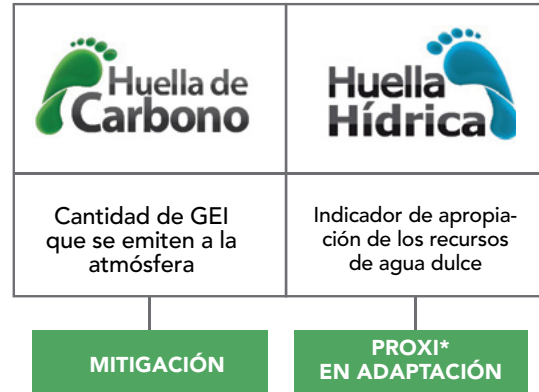 Huella de
Carbono
Huella
Hídrica
Cantidad de GEI
que se emiten a la
atmósfera
Indicador de apropia-
ción de los recursos
de agua dulce
MITIGACIÓN
PROXI*
EN ADAPTACIÓN